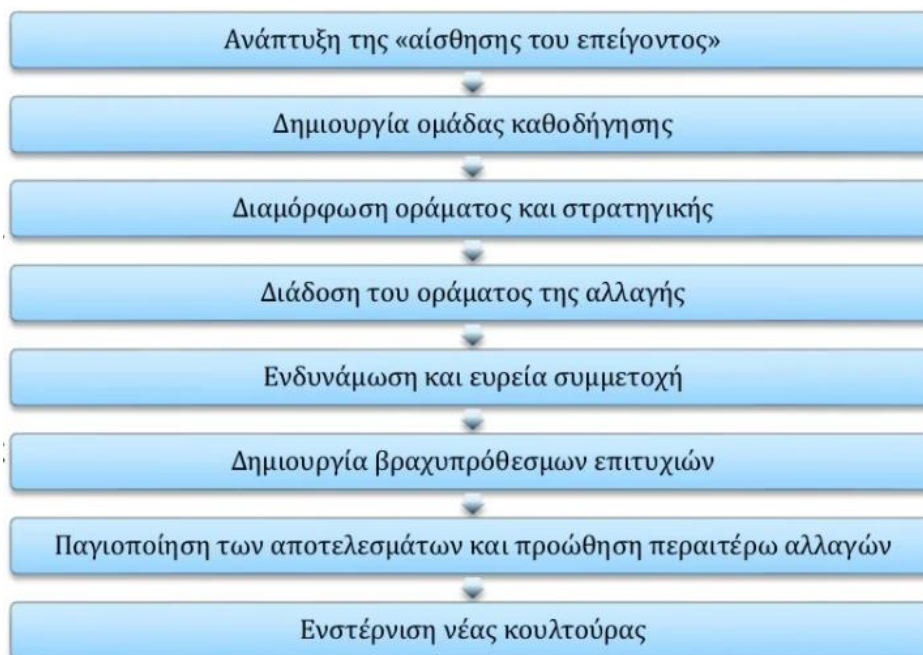 Ανάπτυξη της «αίσθησης του επείγοντος»
Δημιουργία ομάδας καθοδήγησης
Διαμόρφωση οράματος και στρατηγικής
Διάδοση του οράματος της αλλαγής
Ενδυνάμωση και ευρεία συμμετοχή
Δημιουργία βραχυπρόθεσμων επιτυχιών
Παγιοποίηση των αποτελεσμάτων και προώθηση περαιτέρω αλλαγών
Ενστέρνιση νέας κουλτούρας